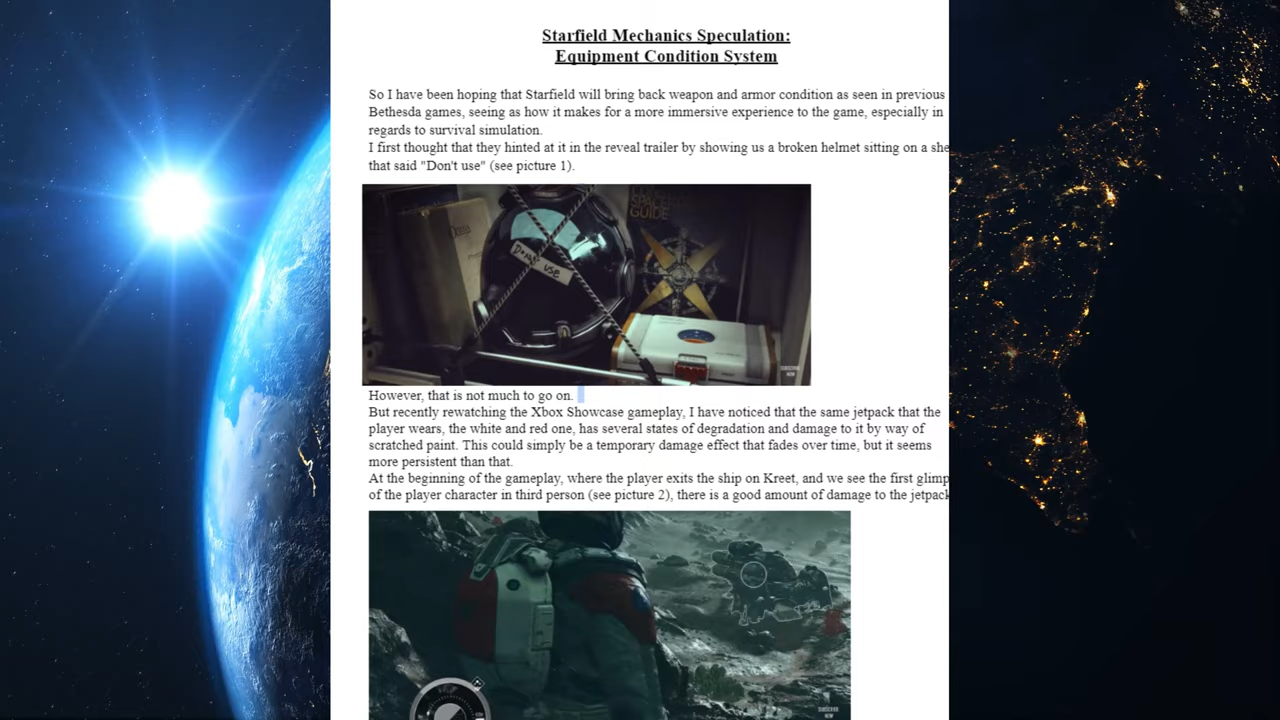 Starfield Mechanics Speculation:
Equipment Condition System
So I have been hoping that Starfield will bring back weapon and armor condition as seen in previous
Bethesda games, seeing as how it makes for a more immersive experience to the game, especially in
regards to survival simulation.
I first thought that they hinted at it in the reveal trailer by showing us a broken helmet sitting on a she
that said "Don't use" (see picture 1).
SPACE
GUIDE
Don't use
SUBSCRIBE
NOW
However, that is not much to go on.
But recently rewatching the Xbox Showcase gameplay, I have noticed that the same jetpack that the
player wears, the white and red one, has several states of degradation and damage to it by way of
scratched paint. This could simply be a temporary damage effect that fades over time, but it seems
more persistent than that.
At the beginning of the gameplay, where the player exits the ship on Kreet, and we see the first glimp
of the player character in third person (see picture 2), there is a good amount of damage to the jetpack
SUBSCRIBE
NOW